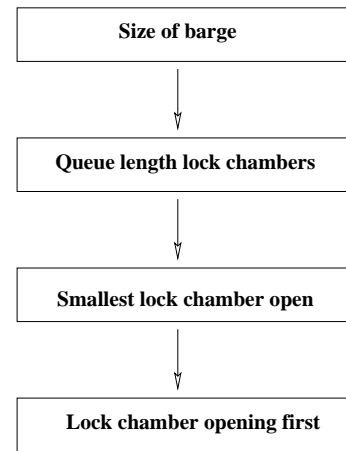 Size of barge
Queue length lock chambers
Smallest lock chamber open
Lock chamber opening first